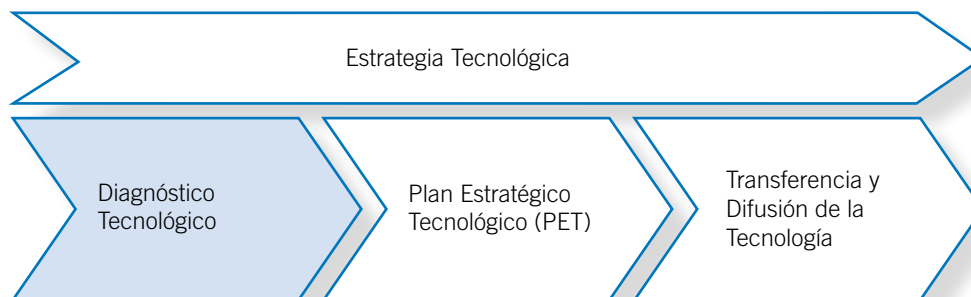 Estrategia Tecnológica
Diagnóstico
Tecnológico
Plan Estratégico
Tecnológico (PET)
Transferencia y
Difusión de la
Tecnología